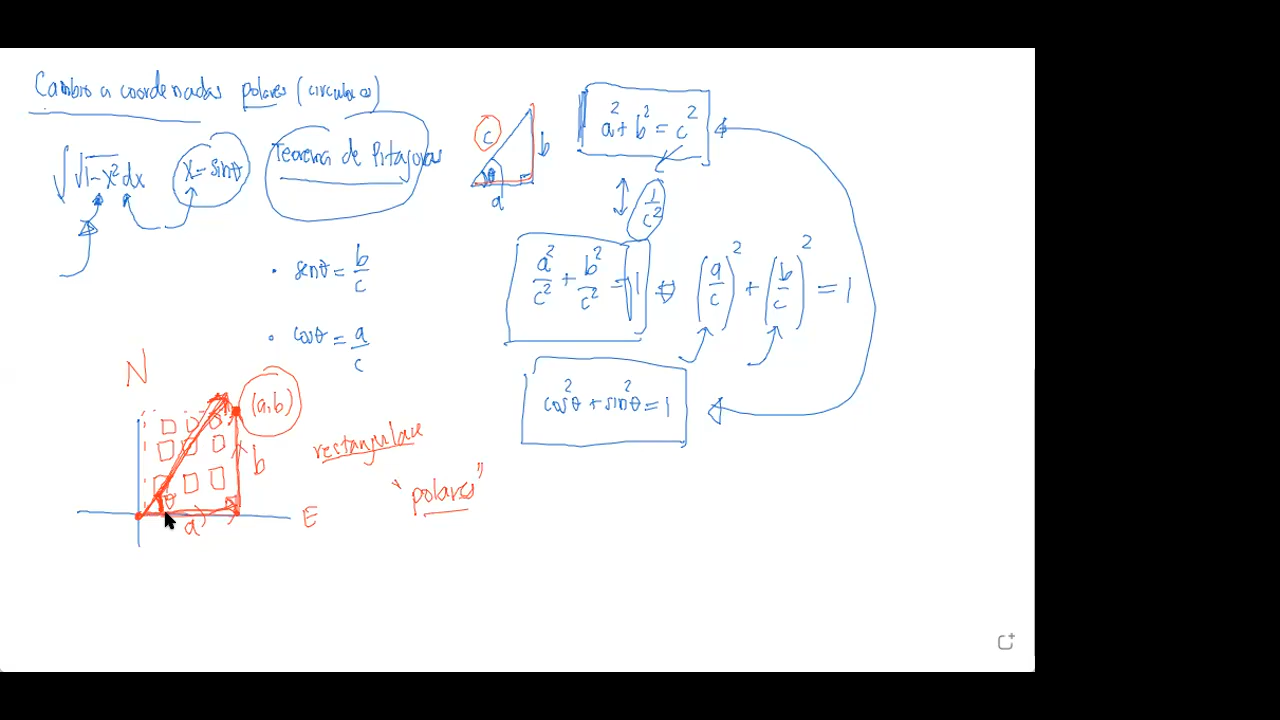 Cambio a coordenadas polares (circulares)
∫√1-x² dx
x=sinθ
Teorema de Pitágoras
c
b
θ
a
a²+b²=c²
1/c²
• senθ = b/c
a²/c² + b²/c² = 1 ⇔ (a/c)² + (b/c)² = 1
• cosθ = a/c
cos²θ + sin²θ = 1
N
(a,b)
b
θ
a
E
"polares"